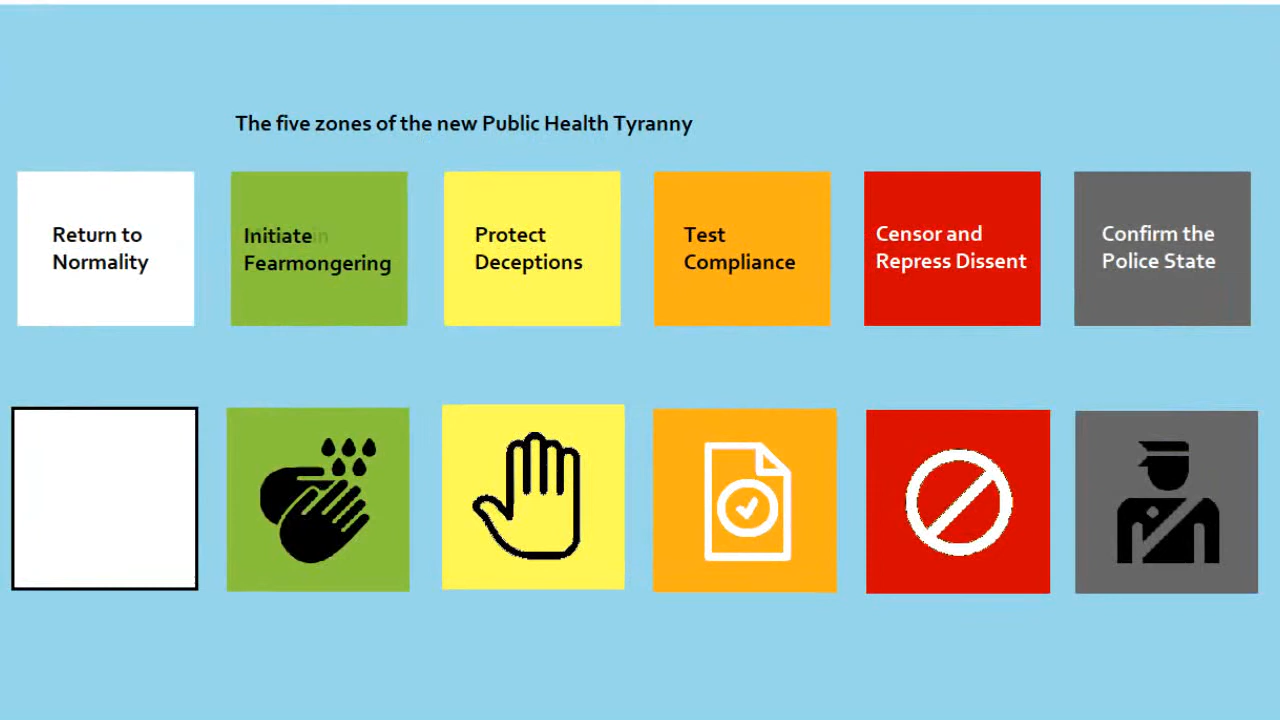 The five zones of the new Public Health Tyranny
Return to
Normality
Initiate in
Fearmongering
Protect
Deceptions
Test
Compliance
Censor and
Repress Dissent
Confirm the
Police State